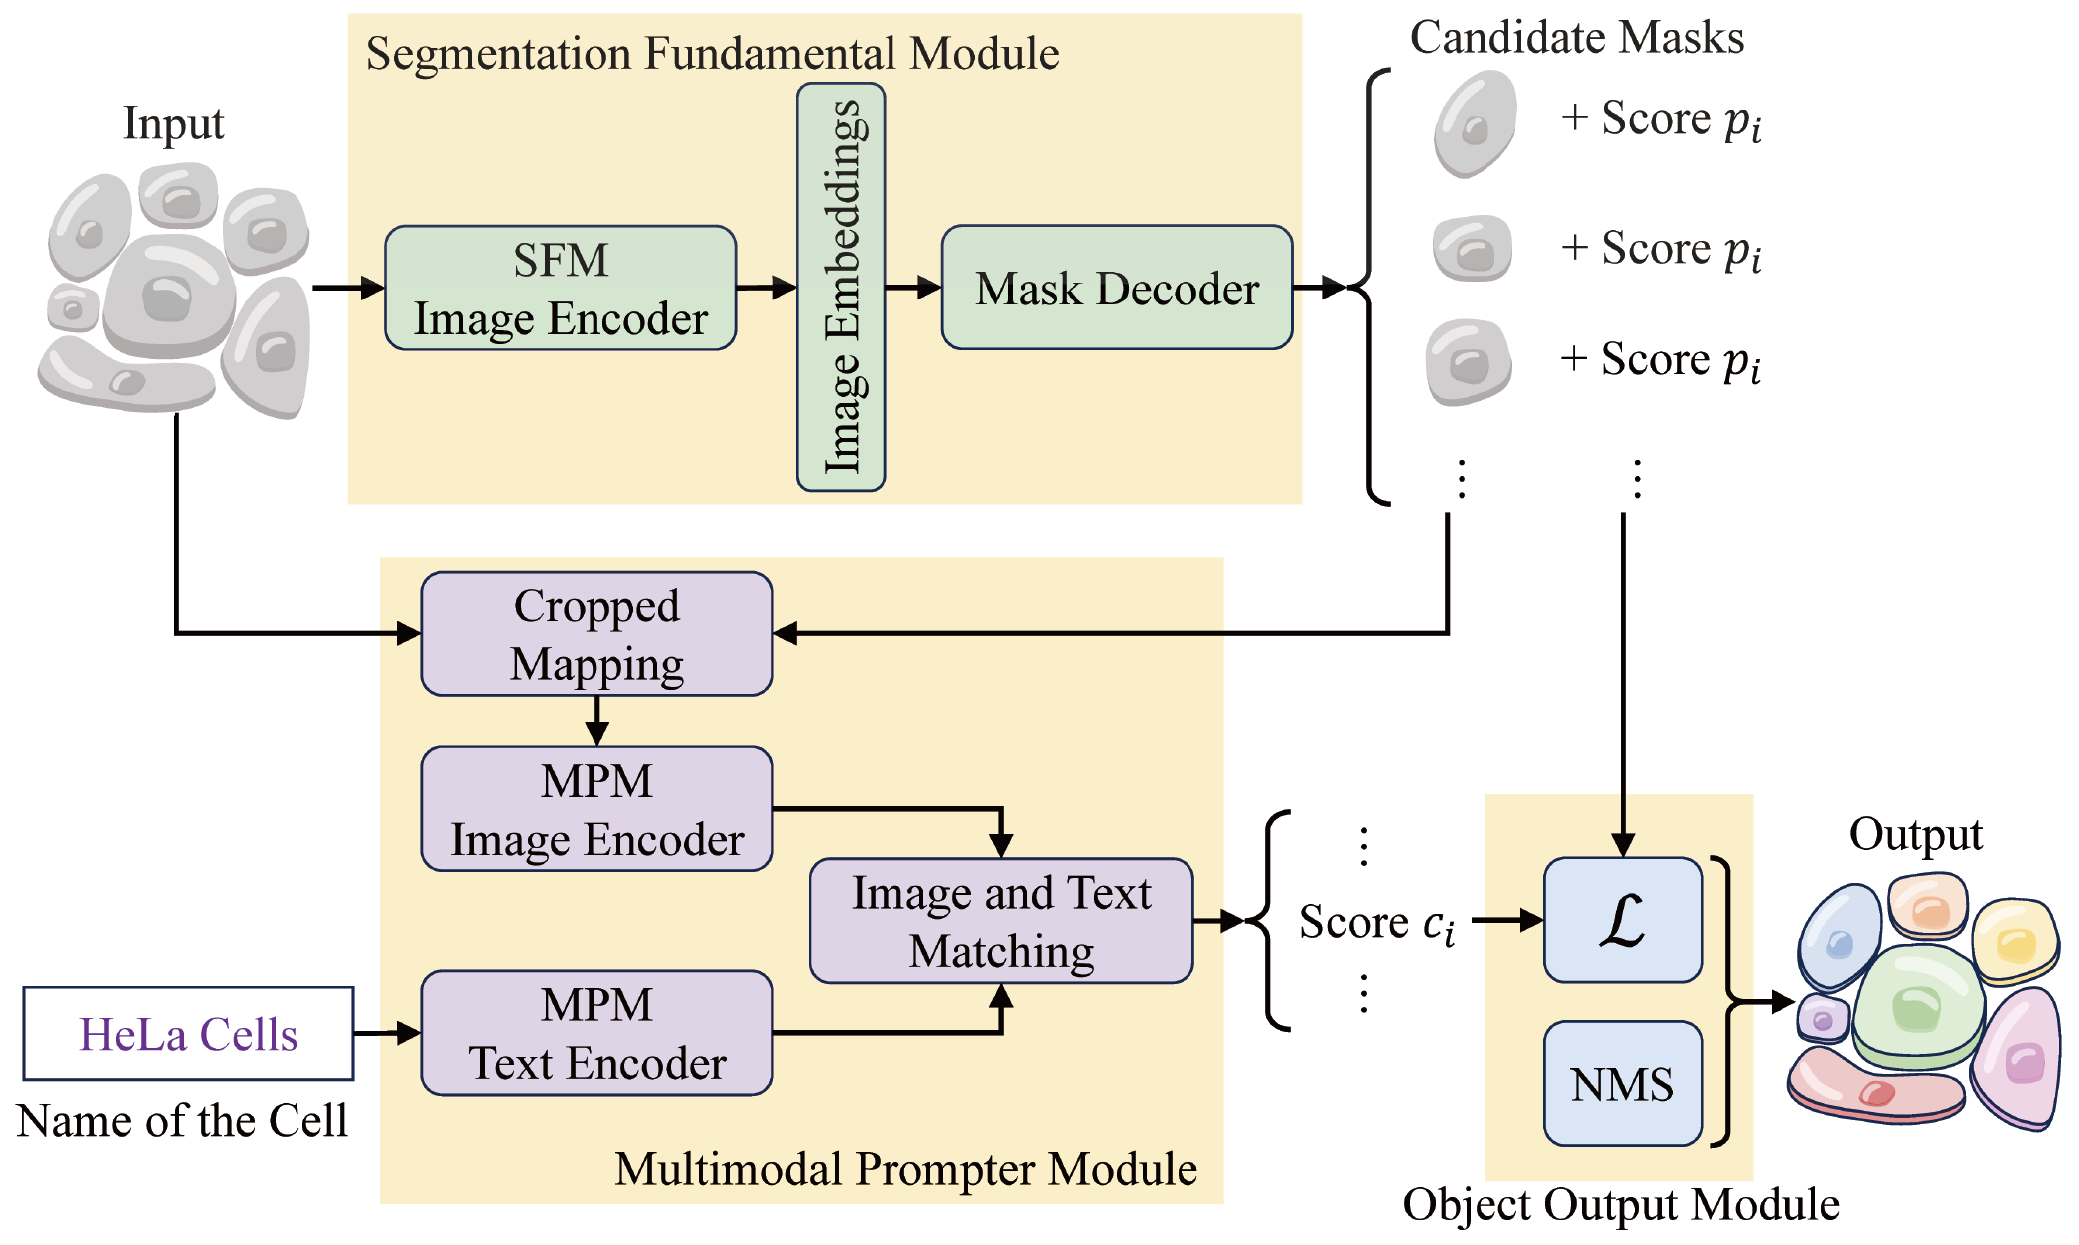 Segmentation Fundamental Module
Candidate Masks
Input
SFM
Image Encoder
Image Embeddings
Mask Decoder
+ Score p_i
+ Score p_i
+ Score p_i
⋮ ⋮
Cropped
Mapping
MPM
Image Encoder
Image and Text
Matching
MPM
Text Encoder
HeLa Cells
Name of the Cell
Multimodal Prompter Module
⋮
Score c_i
⋮
ℒ
NMS
Object Output Module
Output